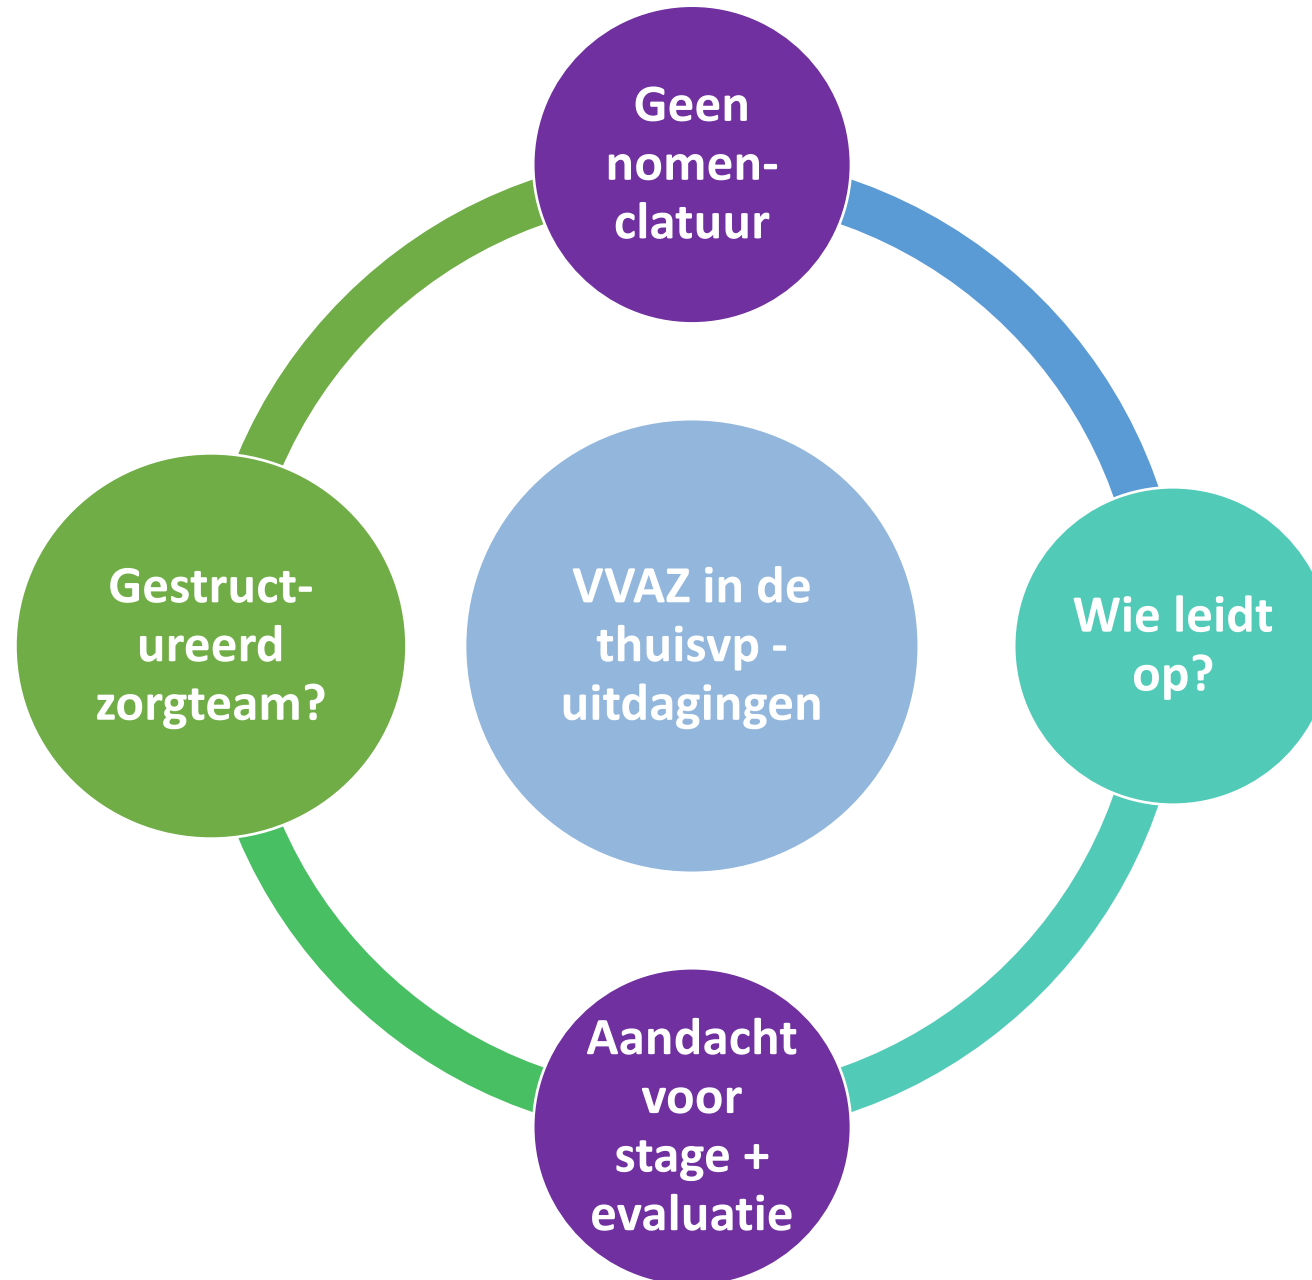 Geen
nomen-
clatuur
Gestruct-
ureerd
zorgteam?
VVAZ in de
thuisvp -
uitdagingen
Wie leidt
op?
Aandacht
voor
stage +
evaluatie